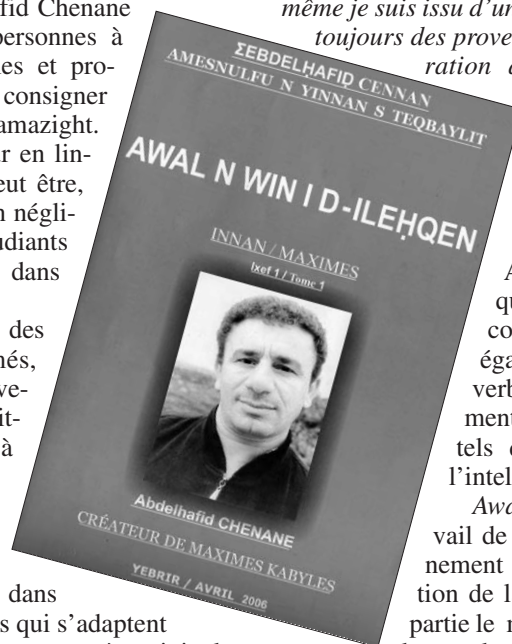 fid Chenane
personnes à
es et pro-
consigner
amazight.
r en lin-
eut être,
n négli-
udiants
dans
des
nés,
ve-
it-
à
dans
s qui s'adaptent
même je suis issu d'un
toujours des prove
ration d
ΣEBDELḤAFIḌ CENNAN
AMESNULFU N YINNAN S TEQBAYLIT
AWAL N WIN I D-ILEḤQEN
INNAN / MAXIMES
Ixef 1 / Tome 1
Abdelhafid CHENANE
CRÉATEUR DE MAXIMES KABYLES
YEBRIR / AVRIL 2006
A
qu
co
éga
verb
ment
tels
l'intel
Awa
vail de
nement
tion de l
partie le